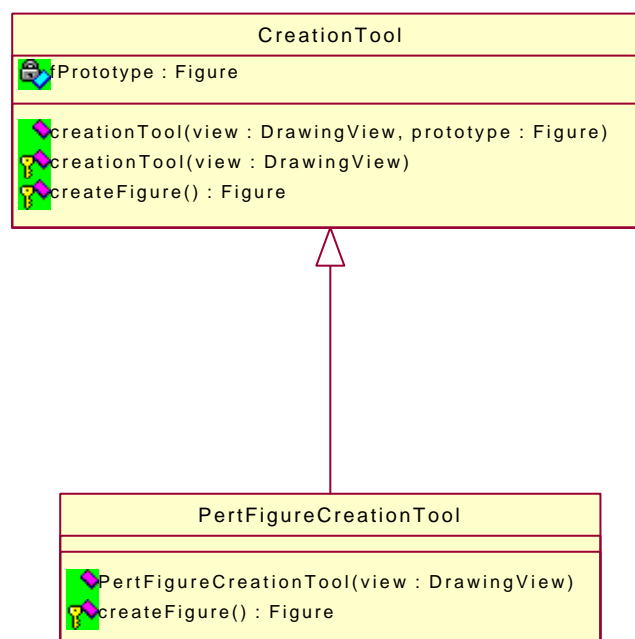 CreationTool
fPrototype : Figure
creationTool(view : DrawingView, prototype : Figure)
creationTool(view : DrawingView)
createFigure() : Figure
PertFigureCreationTool
PertFigureCreationTool(view : DrawingView)
createFigure() : Figure